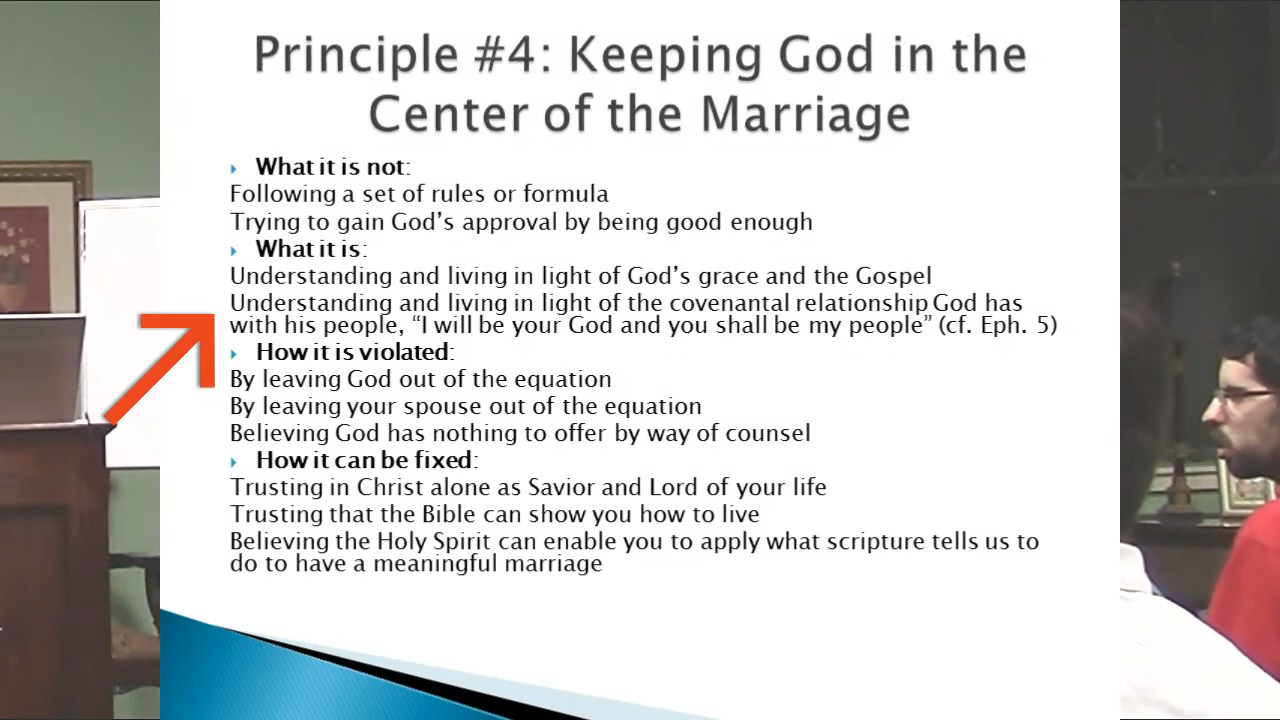 Principle #4: Keeping God in the
Center of the Marriage
What it is not:
Following a set of rules or formula
Trying to gain God’s approval by being good enough
What it is:
Understanding and living in light of God’s grace and the Gospel
Understanding and living in light of the covenantal relationship God has
with his people, “I will be your God and you shall be my people” (cf. Eph. 5)
How it is violated:
By leaving God out of the equation
By leaving your spouse out of the equation
Believing God has nothing to offer by way of counsel
How it can be fixed:
Trusting in Christ alone as Savior and Lord of your life
Trusting that the Bible can show you how to live
Believing the Holy Spirit can enable you to apply what scripture tells us to
do to have a meaningful marriage